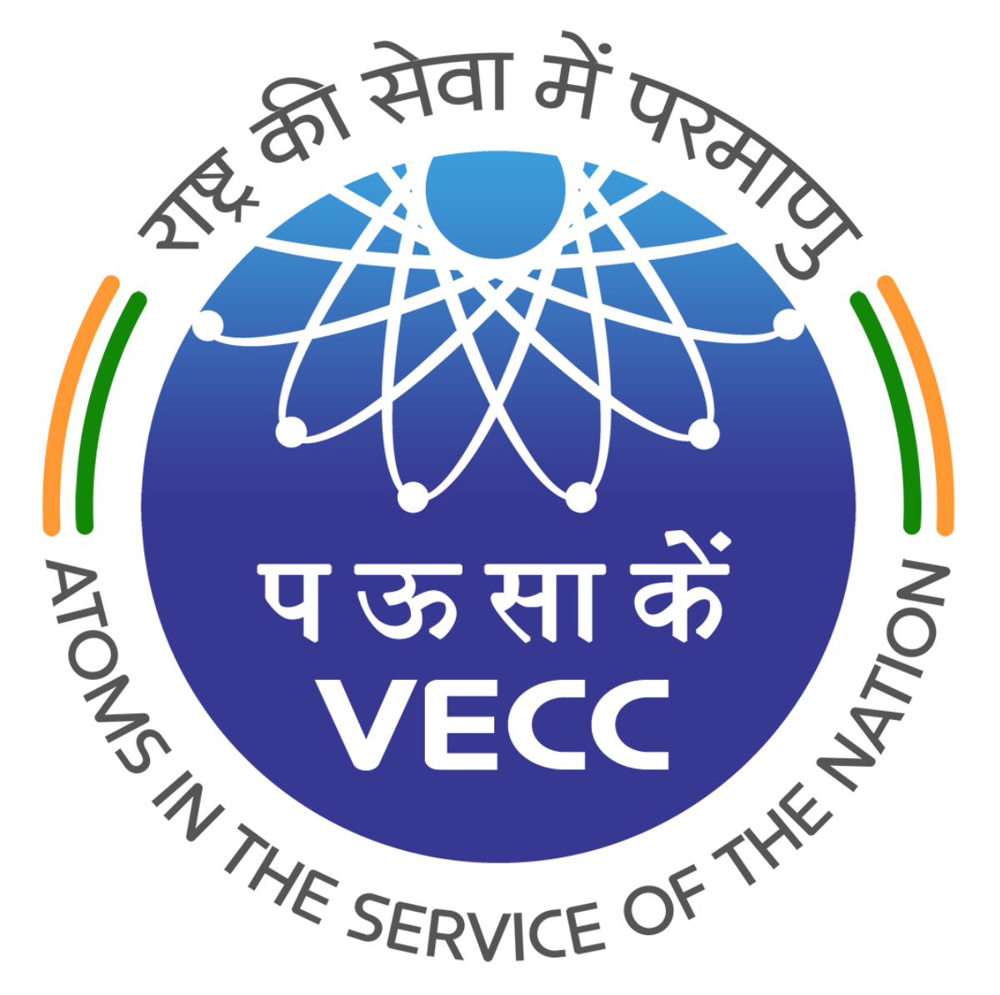 राष्ट्र की सेवा में परमाणु
प ऊ सा कें
VECC
ATOMS IN THE SERVICE OF THE NATION